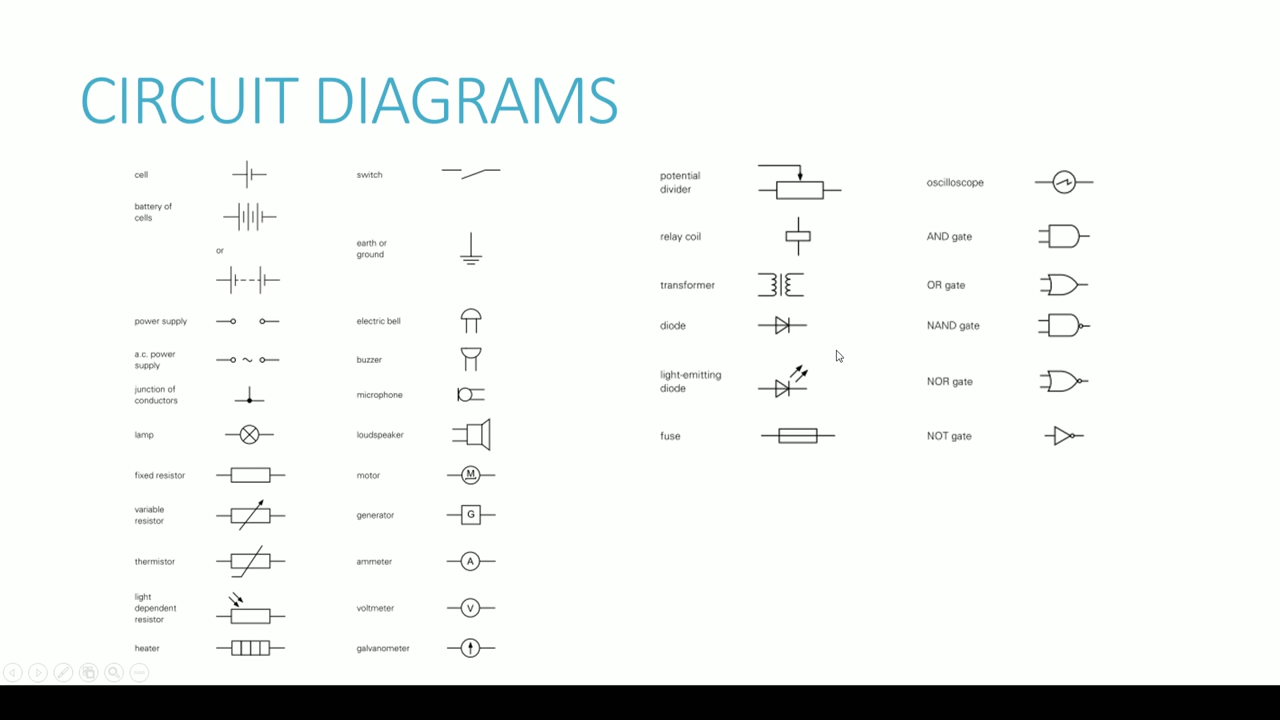 CIRCUIT DIAGRAMS
cell
battery of
cells
or
power supply
a.c. power
supply
junction of
conductors
lamp
fixed resistor
variable
resistor
thermistor
light
dependent
resistor
heater
switch
earth or
ground
electric bell
buzzer
microphone
loudspeaker
motor
M
generator
G
ammeter
A
voltmeter
V
galvanometer
potential
divider
relay coil
transformer
diode
light-emitting
diode
fuse
oscilloscope
AND gate
OR gate
NAND gate
NOR gate
NOT gate